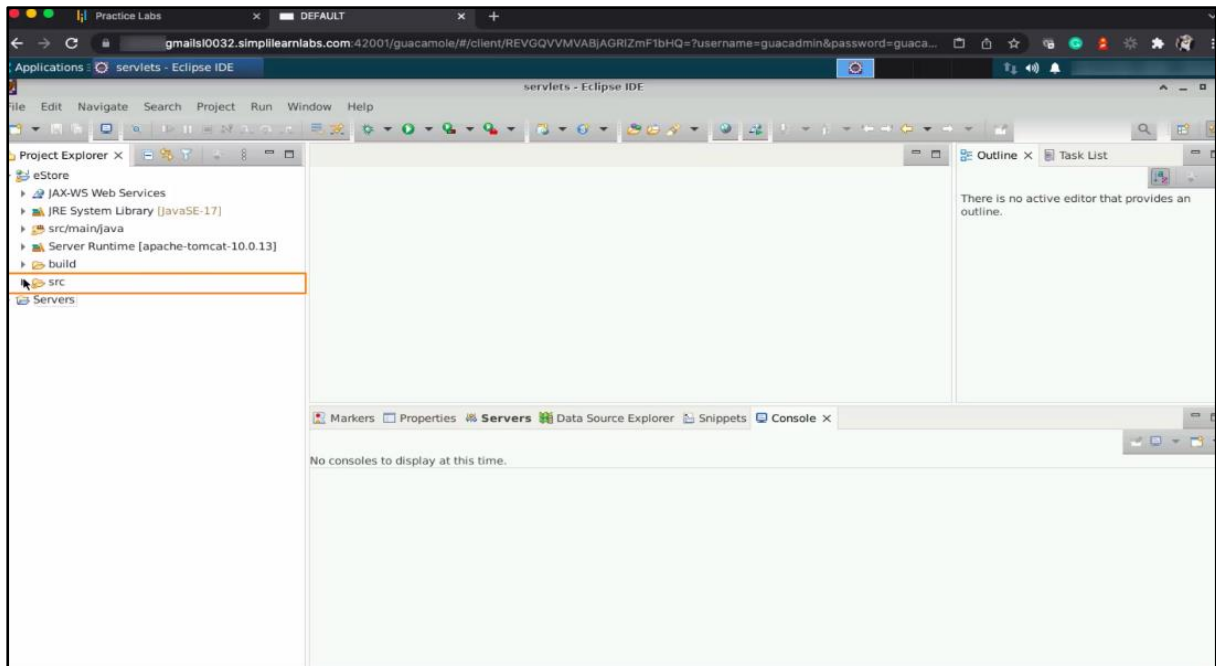 Practice Labs
DEFAULT
gmailsl0032.simplilearnlabs.com:42001/guacamole/#/client/REVGQVVMVABjAGRIZmF1bHQ=?username=guacadmin&password=guaca...
Applications servlets - Eclipse IDE
servlets - Eclipse IDE
File Edit Navigate Search Project Run Window Help
Project Explorer
Outline Task List
eStore
JAX-WS Web Services
JRE System Library [JavaSE-17]
src/main/java
Server Runtime [apache-tomcat-10.0.13]
build
src
Servers
There is no active editor that provides an
outline.
Markers Properties Servers Data Source Explorer Snippets Console
No consoles to display at this time.